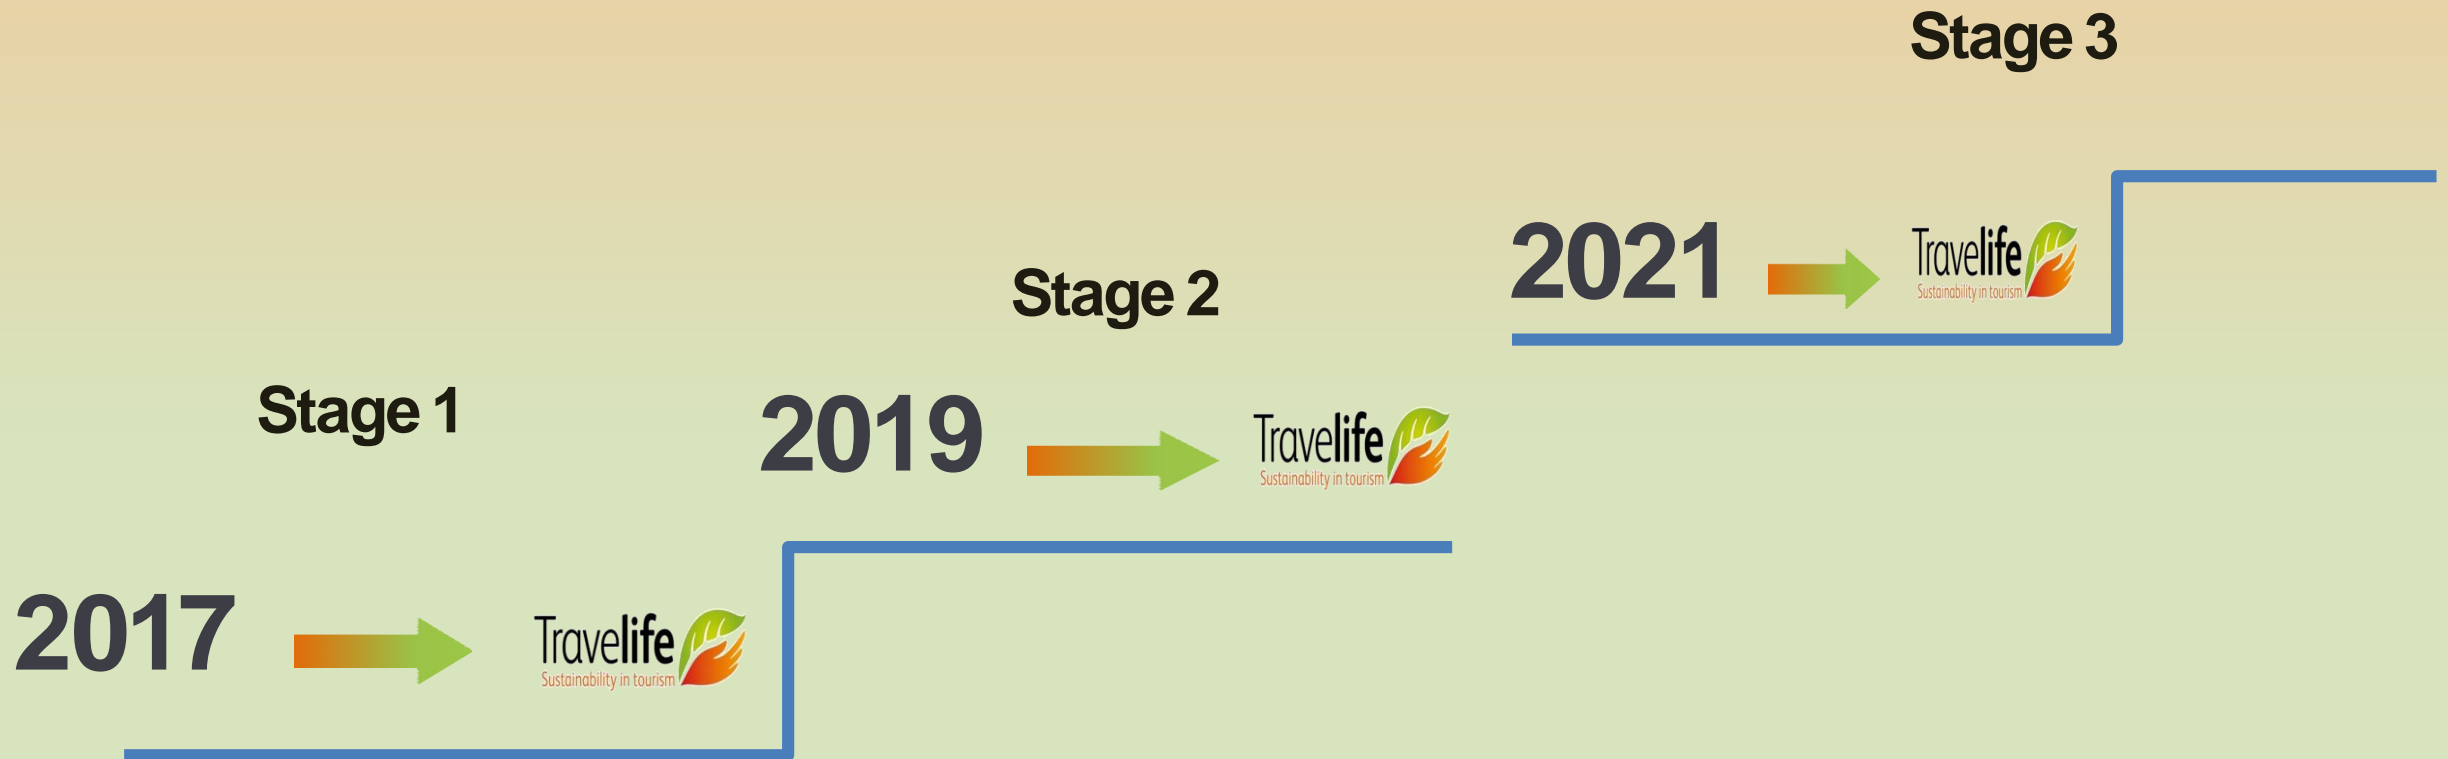 Stage 1
2017
Travelife
Sustainability in tourism
Stage 2
2019
Travelife
Sustainability in tourism
Stage 3
2021
Travelife
Sustainability in tourism